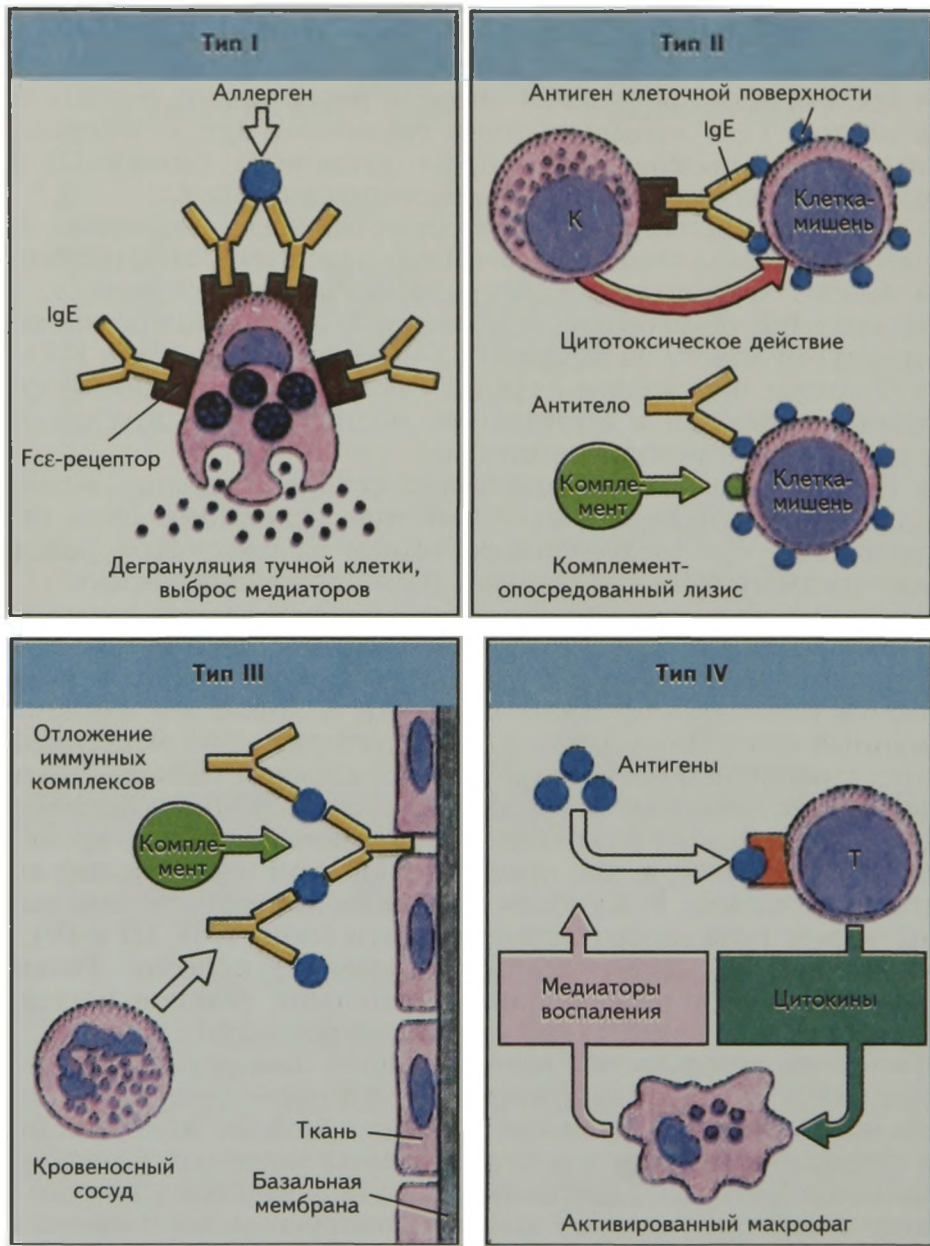 Тип I
Аллерген
IgE
Fcε-рецептор
Дегрануляция тучной клетки,
выброс медиаторов
Тип II
Антиген клеточной поверхности
IgE
К
Клетка-
мишень
Цитотоксическое действие
Антитело
Компле-
мент
Клетка-
мишень
Комплемент-
опосредованный лизис
Тип III
Отложение
иммунных
комплексов
Компле-
мент
Ткань
Кровеносный
сосуд
Базальная
мембрана
Тип IV
Антигены
Т
Медиаторы
воспаления
Цитокины
Активированный макрофаг